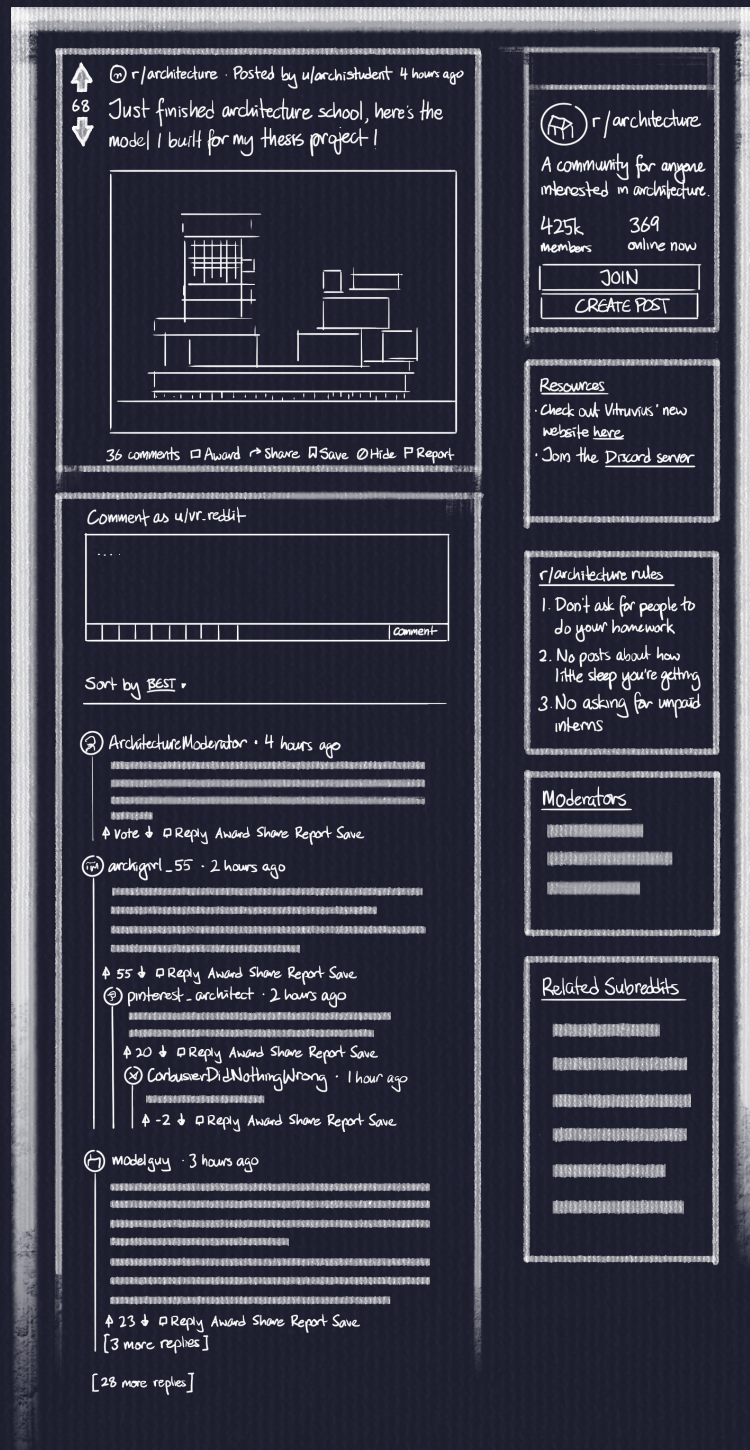 r/architecture · Posted by u/archistudent 4 hours ago
68
Just finished architecture school, here's the
model I built for my thesis project!
36 comments Award Share Save Hide Report
Comment as u/vr_reddit
....
comment
Sort by BEST
ArchitectureModerator · 4 hours ago
Vote Reply Award Share Report Save
archigrrl_55 · 2 hours ago
55 Reply Award Share Report Save
pinterest_architect · 2 hours ago
20 Reply Award Share Report Save
CorbusierDidNothingWrong · 1 hour ago
-2 Reply Award Share Report Save
modelguy · 3 hours ago
23 Reply Award Share Report Save
[3 more replies]
[28 more replies]
r/architecture
A community for anyone
interested in architecture.
425k 369
members online now
JOIN
CREATE POST
Resources
· Check out Vitruvius' new
website here
· Join the Discord server
r/architecture rules
1. Don't ask for people to
do your homework
2. No posts about how
little sleep you're getting
3. No asking for unpaid
interns
Moderators
Related Subreddits